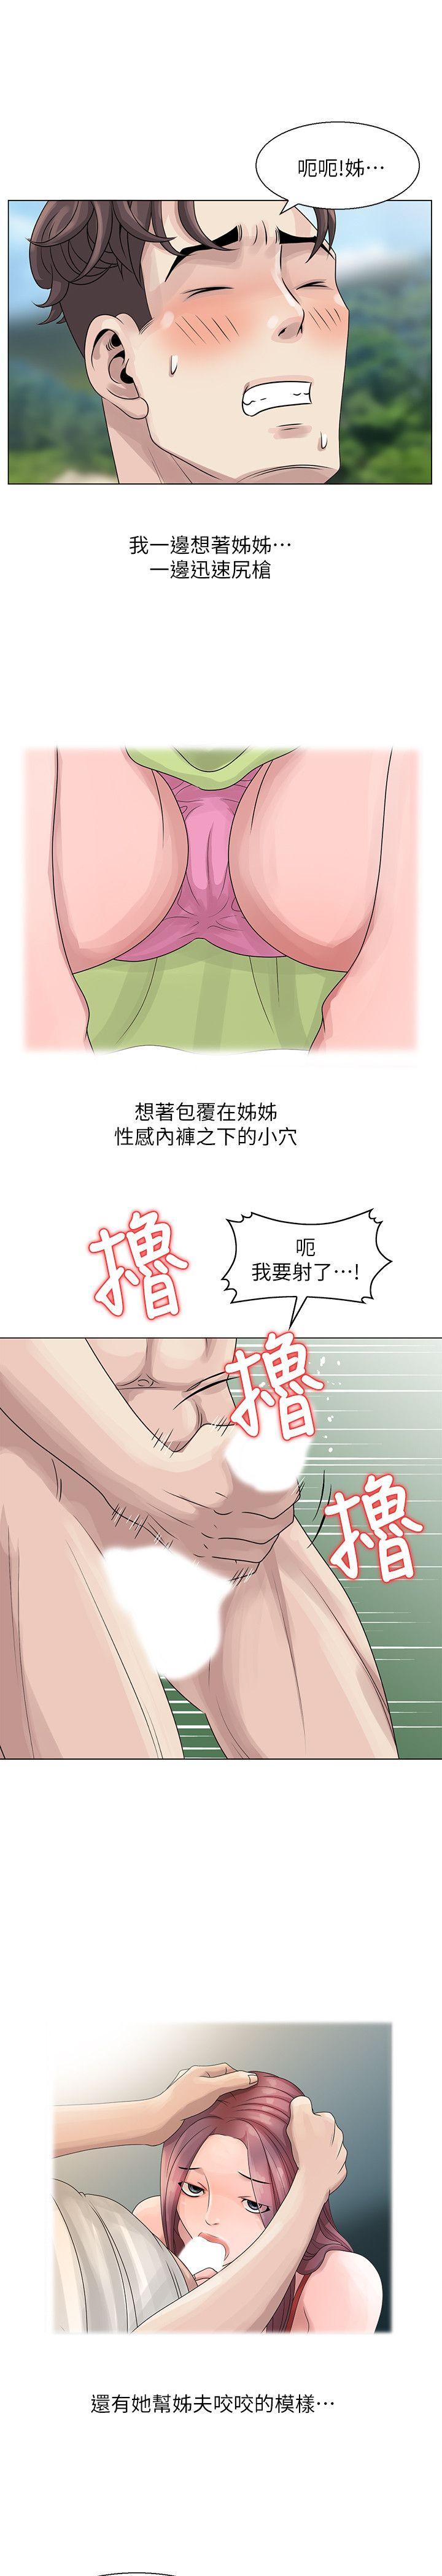 呃呃!姊⋯
我一邊想著姊姊⋯
一邊迅速尻槍
想著包覆在姊姊
性感內褲之下的小穴
擼
呃
我要射了⋯!
擼
擼
還有她幫姊夫咬咬的模樣⋯